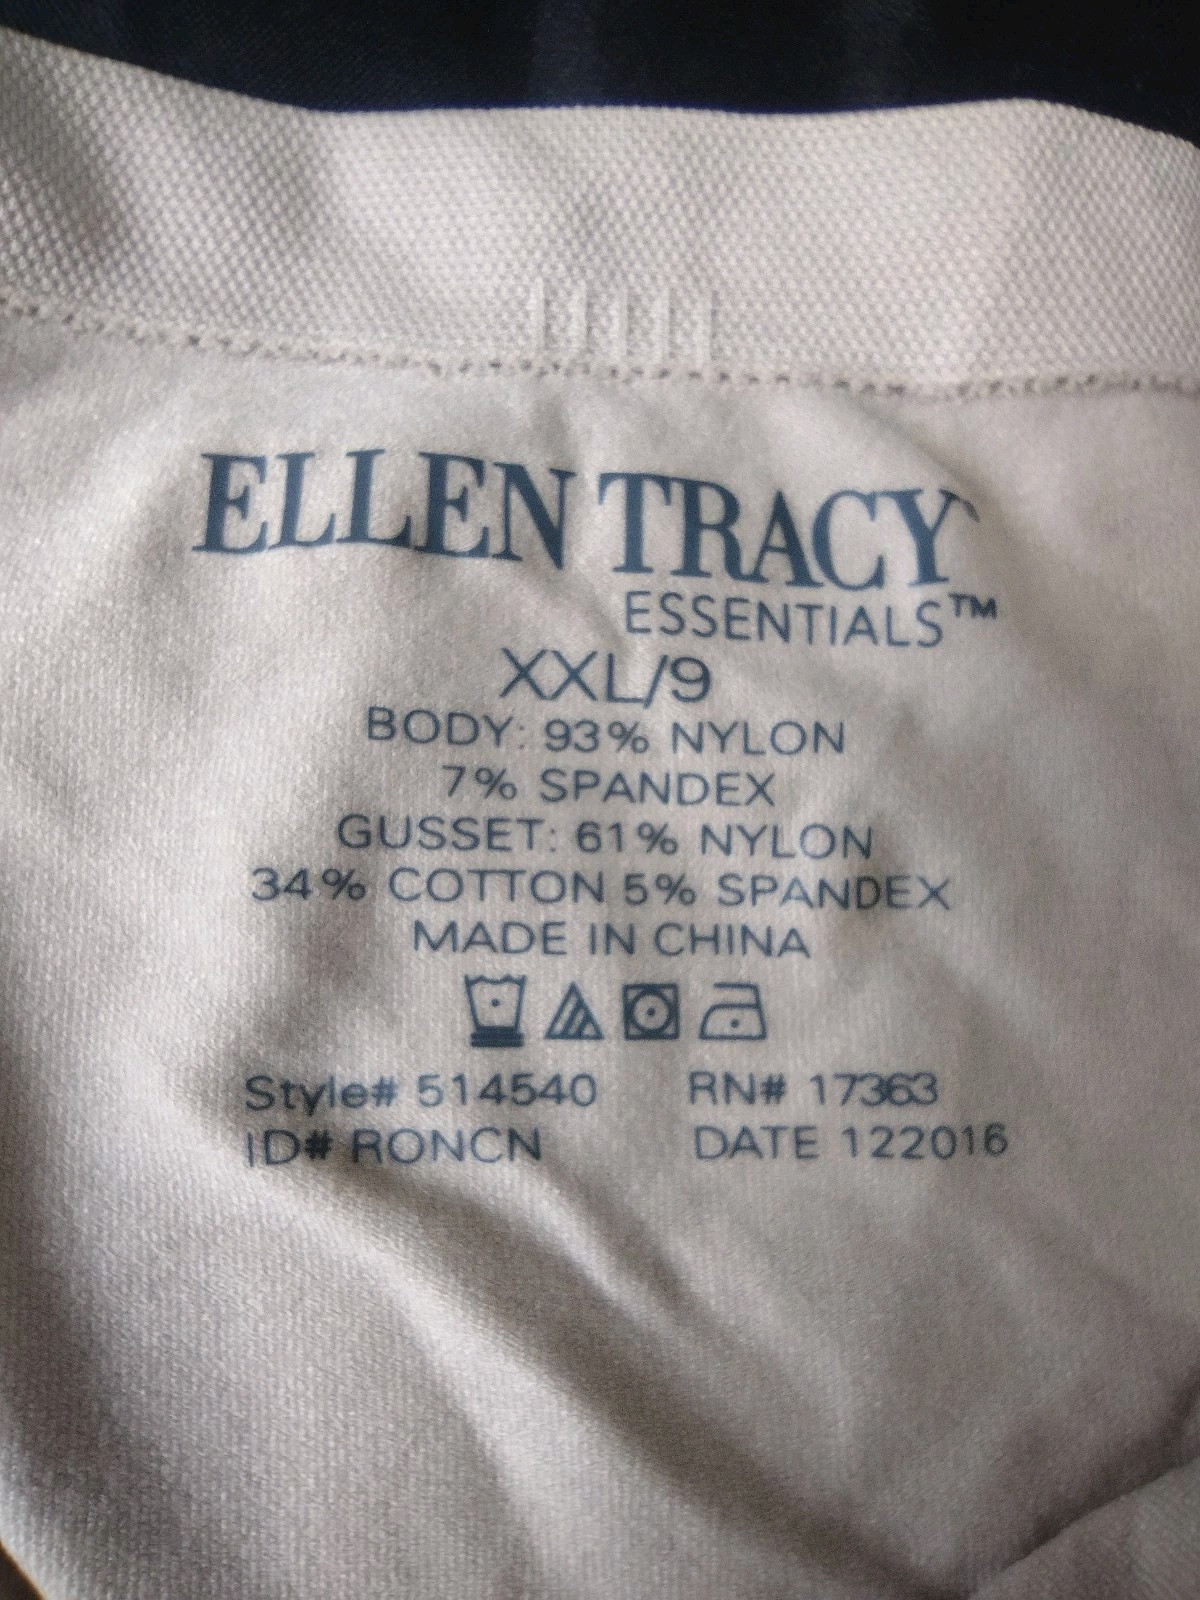 ELLEN TRACY
ESSENTIALS™
XXL/9
BODY: 93% NYLON
7% SPANDEX
GUSSET: 61% NYLON
34% COTTON 5% SPANDEX
MADE IN CHINA
Style# 514540 RN# 17363
ID# RONCN DATE 122016